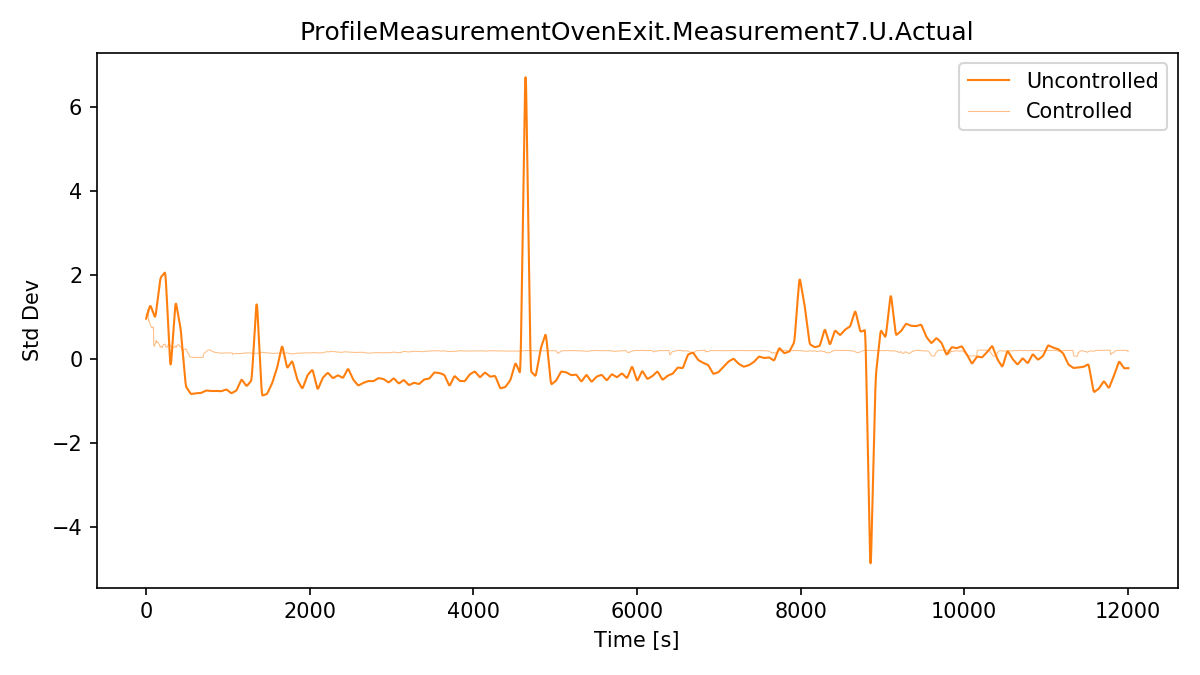 ProfileMeasurementOvenExit.Measurement7.U.Actual
Uncontrolled
Controlled
Std Dev
6
4
2
0
−2
−4
0 2000 4000 6000 8000 10000 12000
Time [s]